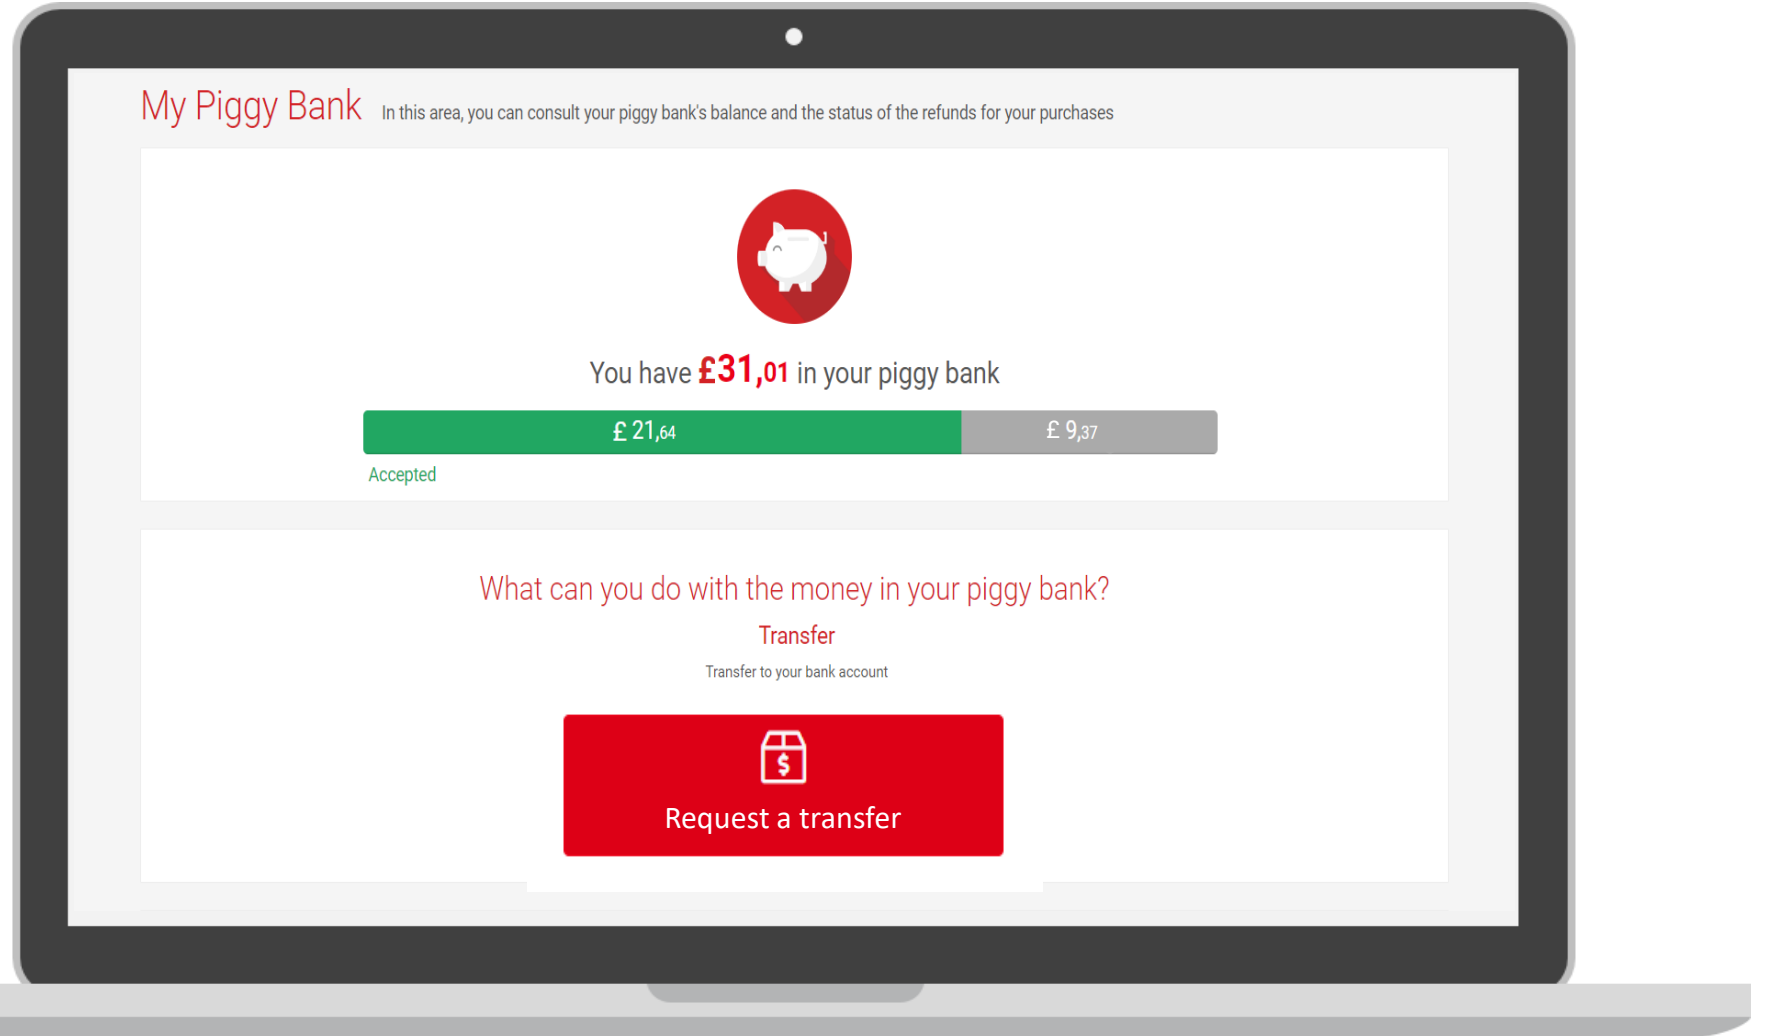 My Piggy Bank In this area, you can consult your piggy bank's balance and the status of the refunds for your purchases
You have £31,01 in your piggy bank
£ 21,64 £ 9,37
Accepted
What can you do with the money in your piggy bank?
Transfer
Transfer to your bank account
$
Request a transfer